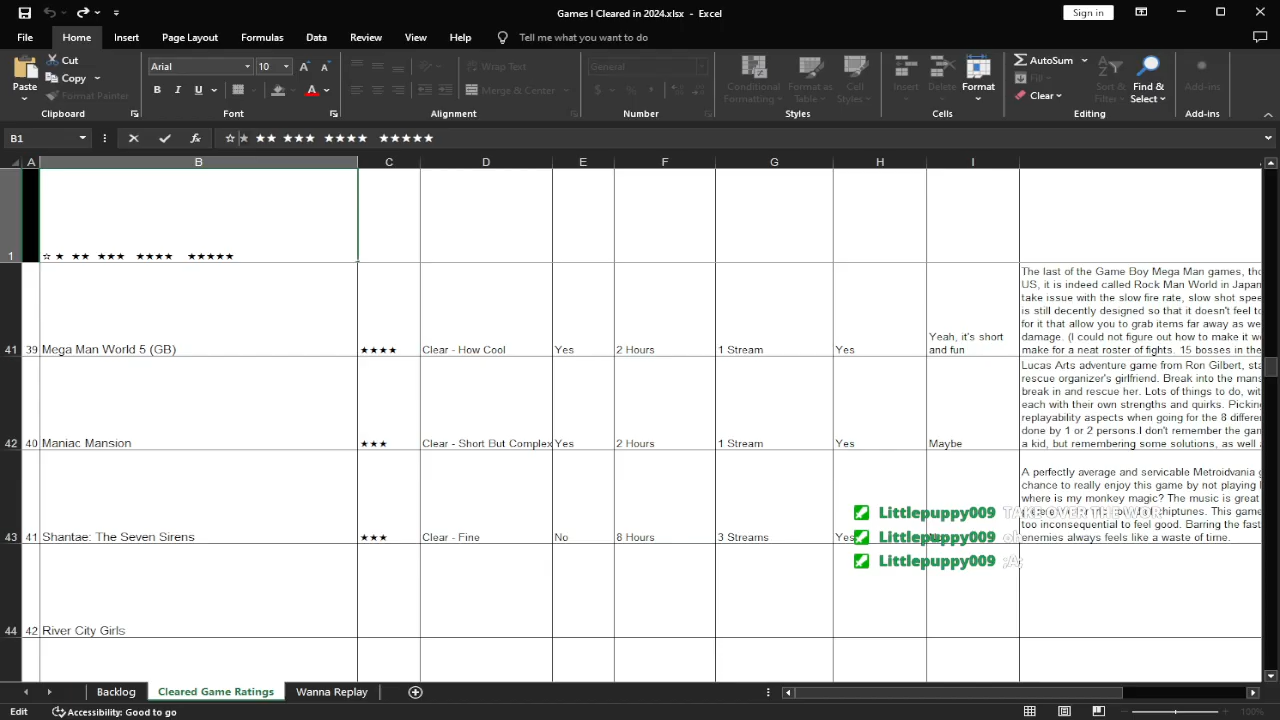 Games I Cleared in 2024.xlsx - Excel
Sign in
File Home Insert Page Layout Formulas Data Review View Help Tell me what you want to do
Paste
Cut
Copy
Format Painter
Clipboard
Arial 10
B I U
Font
Wrap Text
Merge & Center
Alignment
General
Number
Conditional Formatting
Format as Table
Cell Styles
Styles
Insert
Delete
Format
Cells
AutoSum
Fill
Clear
Sort & Filter
Find & Select
Editing
Add-ins
Add-ins
B1 fx ☆ ★ ★★ ★★★ ★★★★ ★★★★★
A B C D E F G H I
1 ☆ ★ ★★ ★★★ ★★★★ ★★★★★
The last of the Game Boy Mega Man games, tho
US, it is indeed called Rock Man World in Japan
take issue with the slow fire rate, slow shot spee
is still decently designed so that it doesn't feel to
for it that allow you to grab items far away as we
damage. (I could not figure out how to make it wo
make for a neat roster of fights. 15 bosses in the
41 39 Mega Man World 5 (GB) ★★★★ Clear - How Cool Yes 2 Hours 1 Stream Yes Yeah, it's short and fun
Lucas Arts adventure game from Ron Gilbert, sta
rescue organizer's girlfriend. Break into the mans
break in and rescue her. Lots of things to do, wit
each with their own strengths and quirks. Picking
replayability aspects when going for the 8 differen
done by 1 or 2 persons.I don't remember the gam
a kid, but remembering some solutions, as well a
42 40 Maniac Mansion ★★★ Clear - Short But Complex Yes 2 Hours 1 Stream Yes Maybe
A perfectly average and servicable Metroidvania g
chance to really enjoy this game by not playing
where is my monkey magic? The music is great
chiptunes. This game
too inconsequential to feel good. Barring the fast
enemies always feels like a waste of time.
43 41 Shantae: The Seven Sirens ★★★ Clear - Fine No 8 Hours 3 Streams Yes
Littlepuppy009 TAKE OVER THE WOR
Littlepuppy009 oh
Littlepuppy009 ;A;
44 42 River City Girls
Backlog Cleared Game Ratings Wanna Replay
Edit Accessibility: Good to go 100%